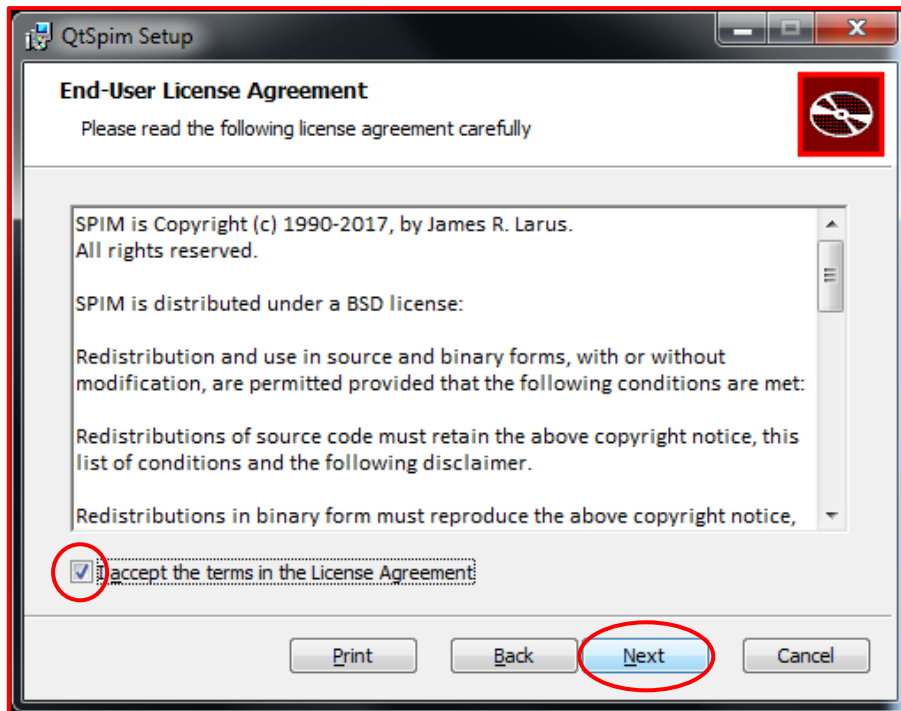 QtSpim Setup
End-User License Agreement
Please read the following license agreement carefully
SPIM is Copyright (c) 1990-2017, by James R. Larus.
All rights reserved.
SPIM is distributed under a BSD license:
Redistribution and use in source and binary forms, with or without
modification, are permitted provided that the following conditions are met:
Redistributions of source code must retain the above copyright notice, this
list of conditions and the following disclaimer.
Redistributions in binary form must reproduce the above copyright notice,
I accept the terms in the License Agreement
Print Back Next Cancel